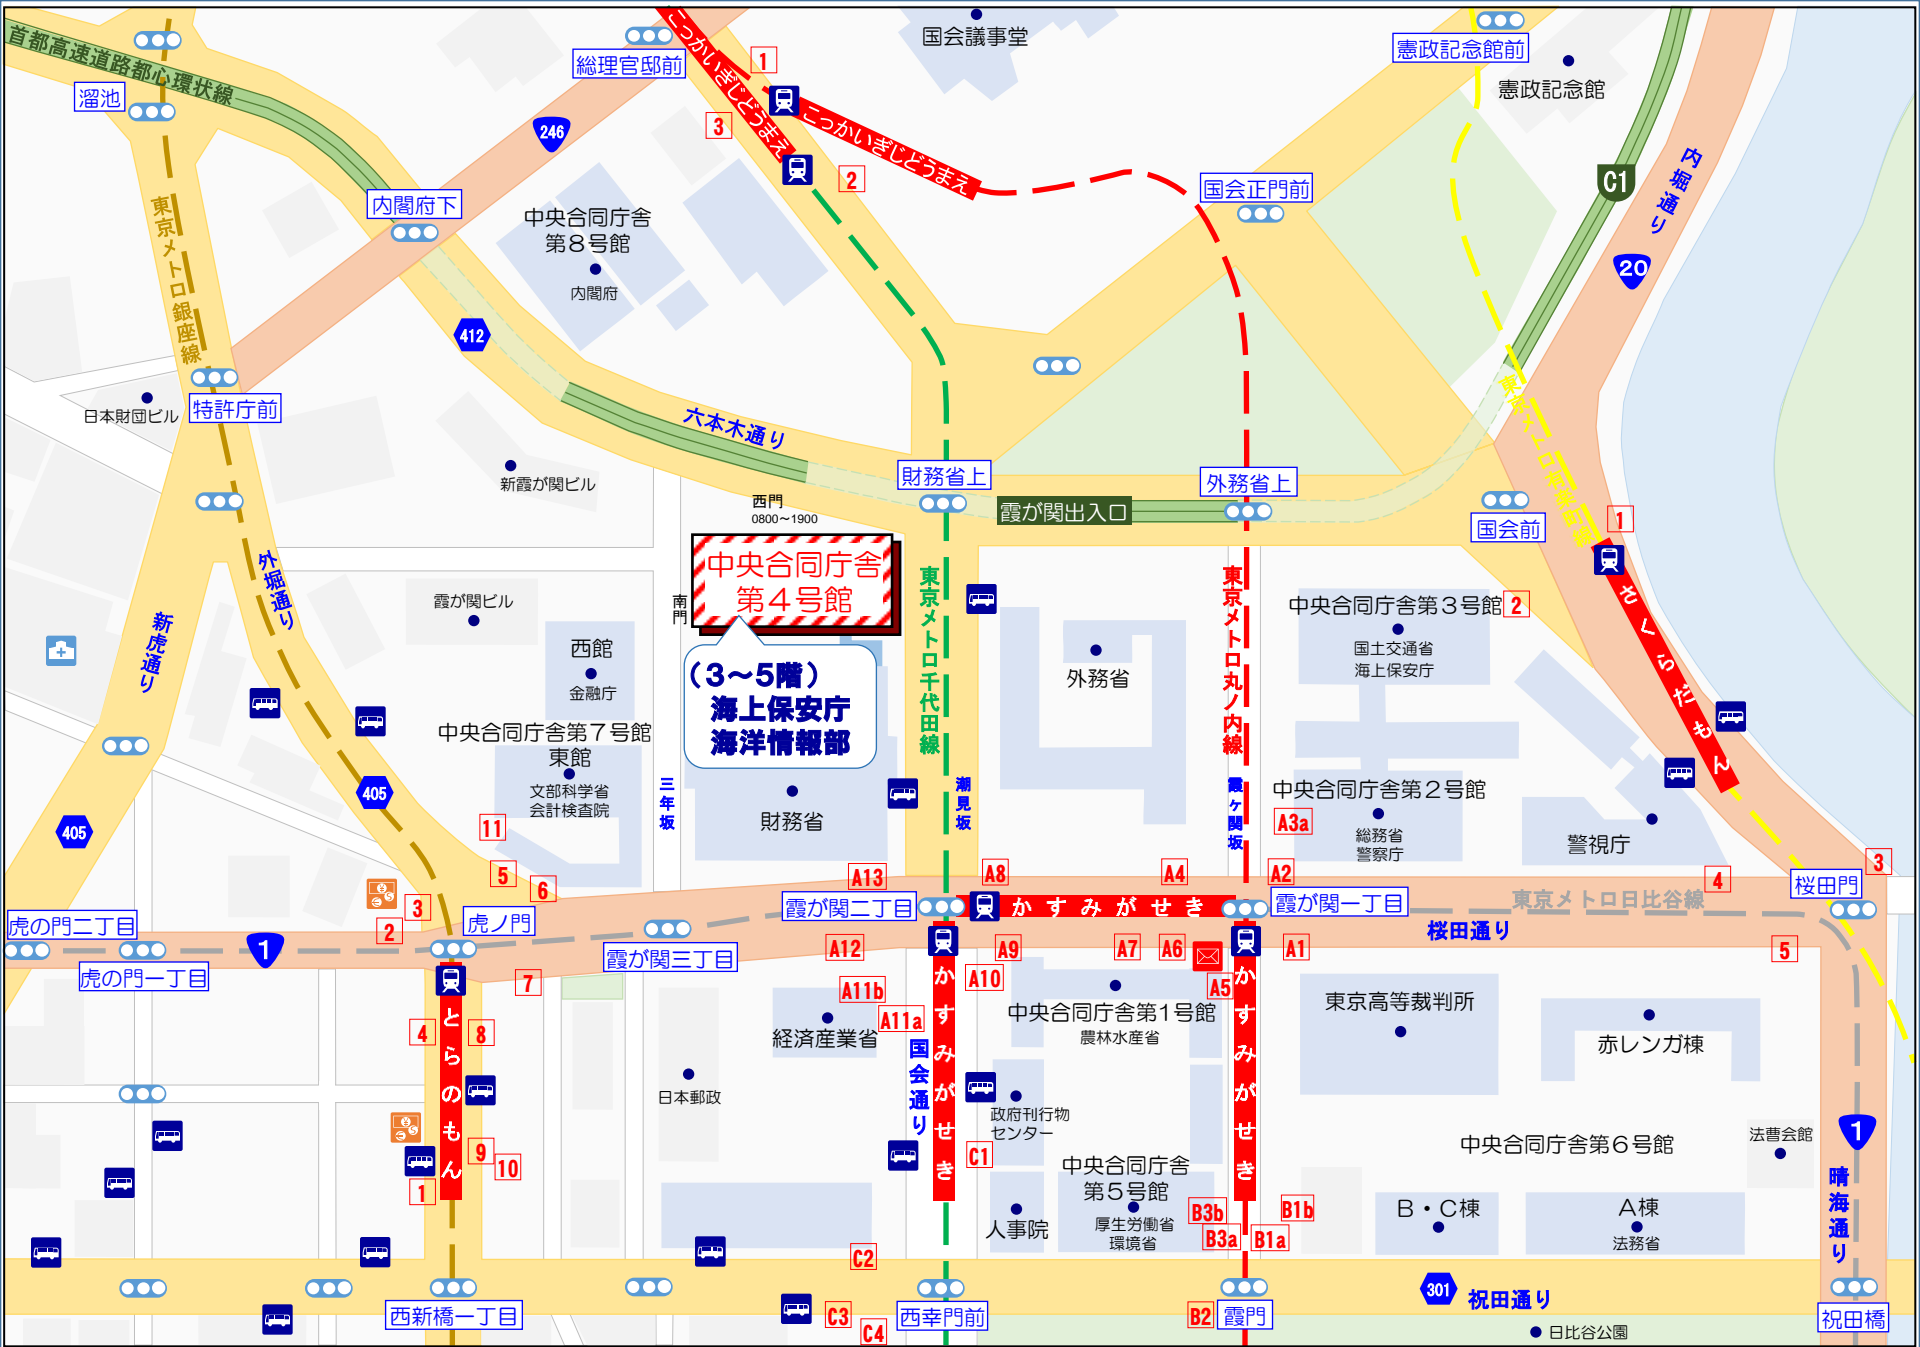 首都高速道路都心環状線
溜池
総理官邸前
こっかいぎじどうまえ
1
こっかいぎじどうまえ
3
2
国会議事堂
憲政記念館前
憲政記念館
246
内閣府下
中央合同庁舎
第8号館
内閣府
国会正門前
C1
内堀通り
20
東京メトロ銀座線
412
特許庁前
日本財団ビル
六本木通り
新霞が関ビル
西門
0800～1900
財務省上
霞が関出入口
外務省上
国会前
東京メトロ有楽町線
1
さくらだもん
外堀通り
新虎通り
霞が関ビル
南門
中央合同庁舎
第4号館
（3～5階）
海上保安庁
海洋情報部
西館
金融庁
中央合同庁舎第7号館
東館
文部科学省
会計検査院
三年坂
財務省
東京メトロ千代田線
潮見坂
外務省
東京メトロ丸ノ内線
霞ヶ関坂
中央合同庁舎第3号館
2
国土交通省
海上保安庁
中央合同庁舎第2号館
総務省
警察庁
A3a
警視庁
405
405
11
5
6
3
2
虎の門二丁目
虎の門一丁目
1
虎ノ門
7
霞が関三丁目
A13
霞が関二丁目
A8
かすみがせき
A4
A2
霞が関一丁目
東京メトロ日比谷線
桜田通り
4
桜田門
3
5
A12
A9
A7
A6
A1
A10
A5
A11b
A11a
経済産業省
国会通り
かすみがせき
中央合同庁舎第1号館
農林水産省
かすみがせき
東京高等裁判所
赤レンガ棟
とらのもん
4
8
9
10
1
日本郵政
政府刊行物
センター
C1
中央合同庁舎
第5号館
厚生労働省
環境省
人事院
B3b
B3a
B1b
B1a
中央合同庁舎第6号館
B・C棟
A棟
法務省
法曹会館
1
晴海通り
C2
C3
C4
西新橋一丁目
西幸門前
B2
霞門
301
祝田通り
日比谷公園
祝田橋